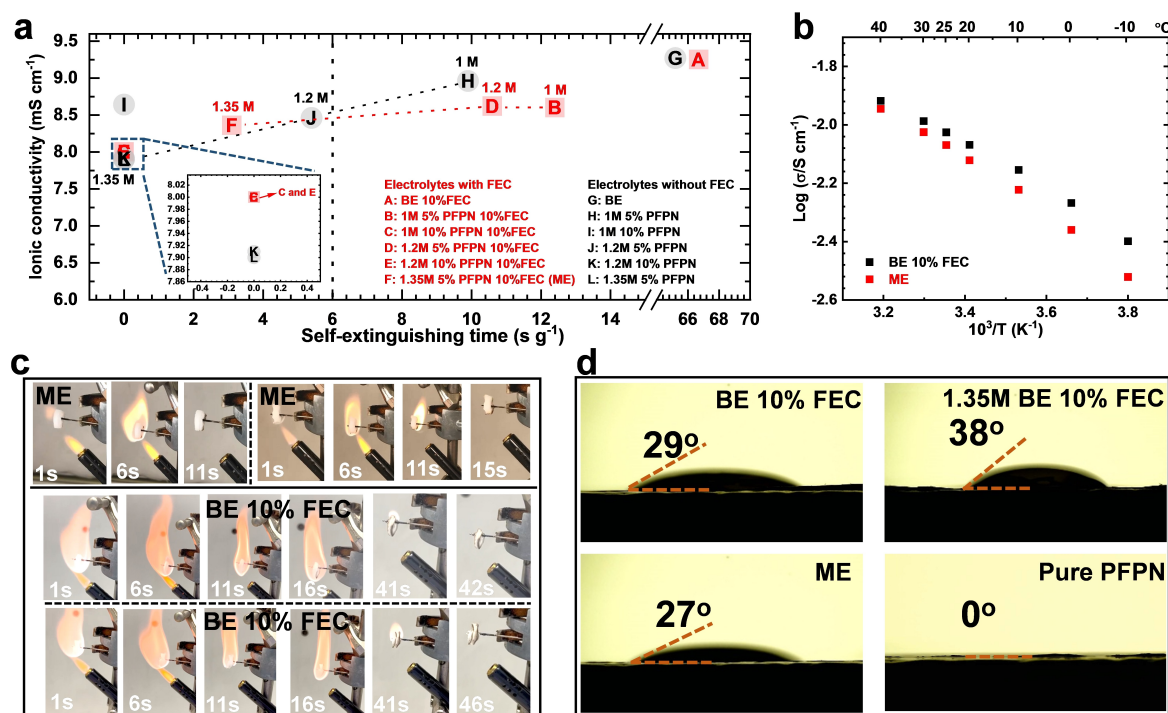 a
Ionic conductivity (mS cm⁻¹)
9.5
9.0
8.5
8.0
7.5
7.0
6.5
6.0
0
2
4
6
8
10
12
14
66
68
70
Self-extinguishing time (s g⁻¹)
I
K
1.35 M
1.35 M
F
1.2 M
J
1 M
H
1.2 M
D
1 M
B
G
A
8.02
8.00
7.98
7.96
7.94
7.92
7.90
7.88
7.86
-0.4
-0.2
0.0
0.2
0.4
C and E
K
Electrolytes with FEC
A: BE 10%FEC
B: 1M 5% PFPN 10%FEC
C: 1M 10% PFPN 10%FEC
D: 1.2M 5% PFPN 10%FEC
E: 1.2M 10% PFPN 10%FEC
F: 1.35M 5% PFPN 10%FEC (ME)
Electrolytes without FEC
G: BE
H: 1M 5% PFPN
I: 1M 10% PFPN
J: 1.2M 5% PFPN
K: 1.2M 10% PFPN
L: 1.35M 5% PFPN
b
40
30
25
20
10
0
-10
°C
Log (σ/S cm⁻¹)
-1.8
-2.0
-2.2
-2.4
-2.6
BE 10% FEC
ME
3.2
3.4
3.6
3.8
10³/T (K⁻¹)
c
ME
1s
6s
11s
ME
1s
6s
11s
15s
BE 10% FEC
1s
6s
11s
16s
41s
42s
BE 10% FEC
1s
6s
11s
16s
41s
46s
d
BE 10% FEC
29°
1.35M BE 10% FEC
38°
ME
27°
Pure PFPN
0°